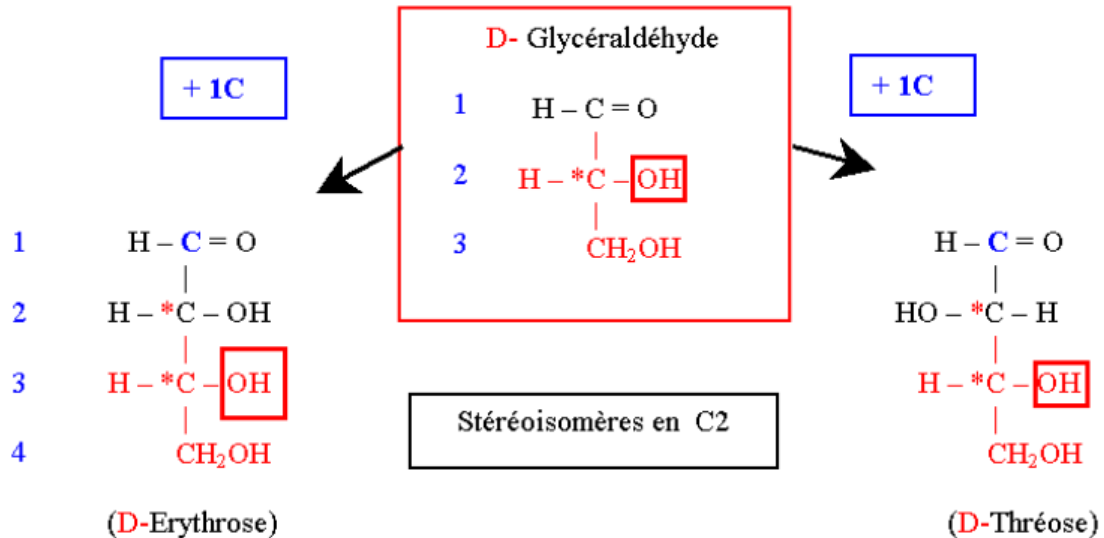 D- Glycéraldéhyde
+ 1C
+ 1C
1 H – C = O
|
2 H – *C – OH
|
3 CH₂OH
1 H – C = O
|
2 H – *C – OH
|
3 H – *C – OH
|
4 CH₂OH
(D-Erythrose)
Stéréoisomères en C2
H – C = O
|
HO – *C – H
|
H – *C – OH
|
CH₂OH
(D-Thréose)